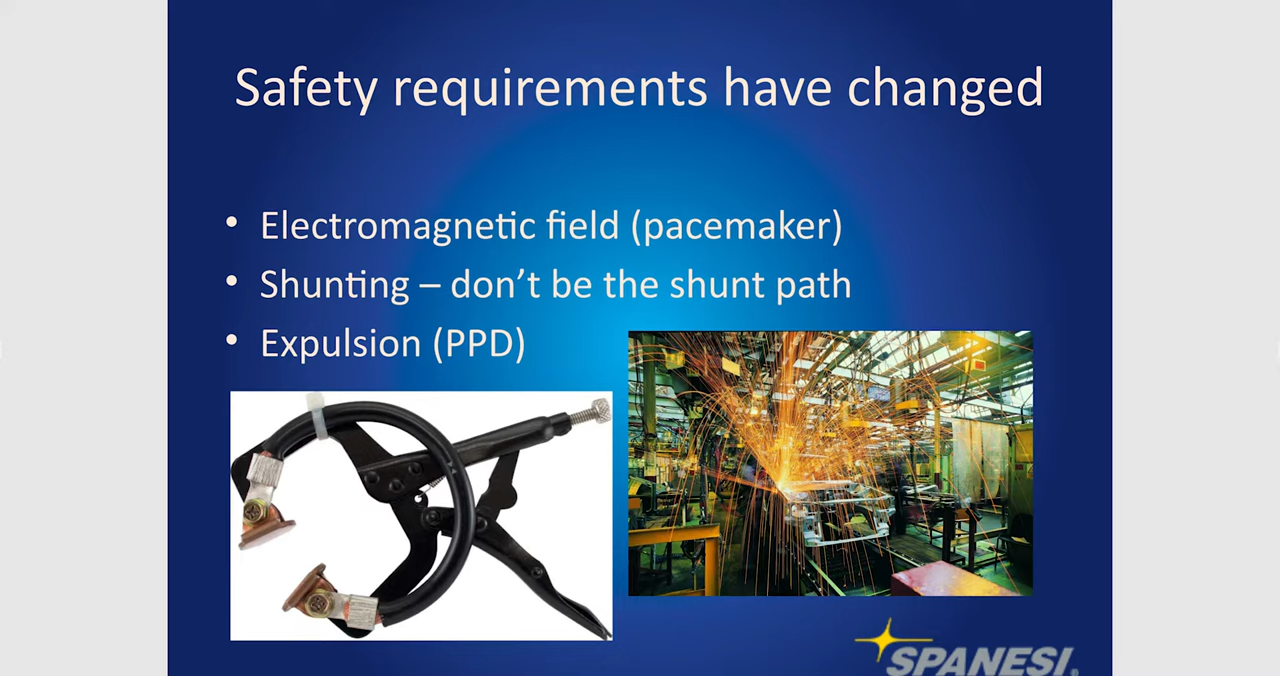 Safety requirements have changed
• Electromagnetic field (pacemaker)
• Shunting – don't be the shunt path
• Expulsion (PPD)
SPANESI®